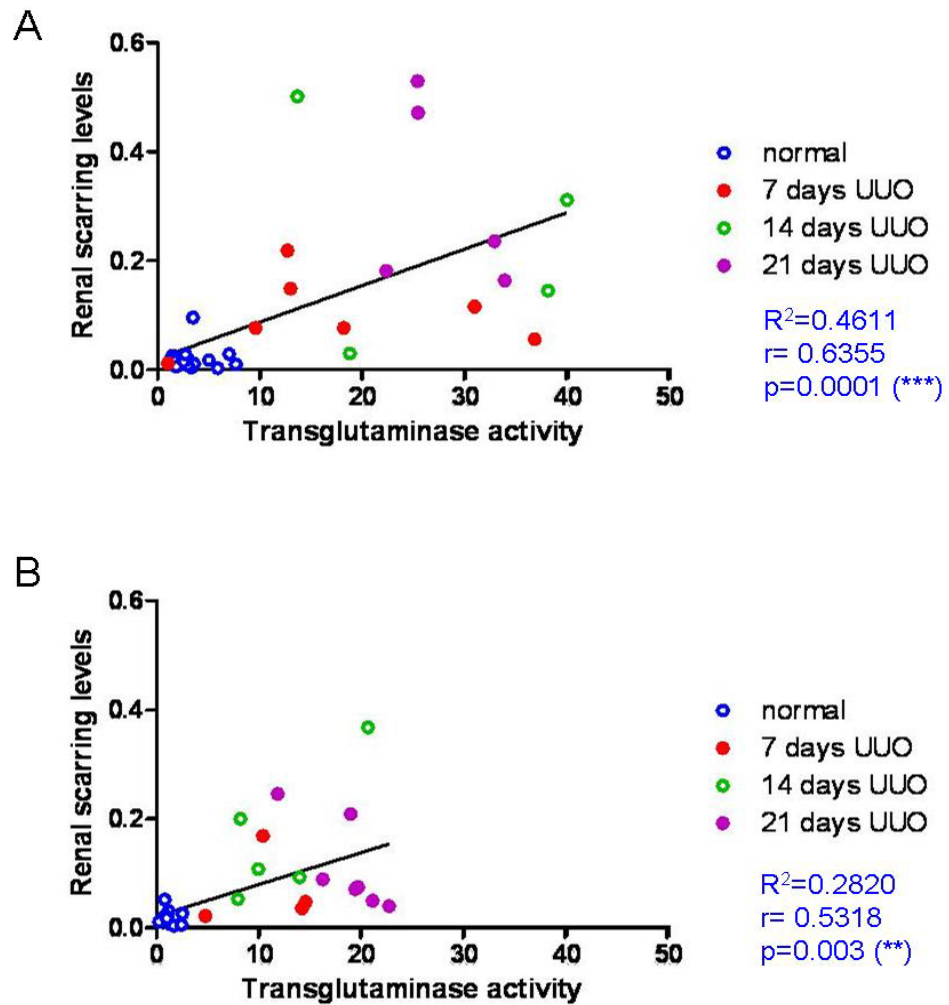 A
0.6
0.4
0.2
0.0
0 10 20 30 40 50
Renal scarring levels
Transglutaminase activity
normal
7 days UUO
14 days UUO
21 days UUO
R²=0.4611
r= 0.6355
p=0.0001 (***)
B
0.6
0.4
0.2
0.0
0 10 20 30 40 50
Renal scarring levels
Transglutaminase activity
normal
7 days UUO
14 days UUO
21 days UUO
R²=0.2820
r= 0.5318
p=0.003 (**)